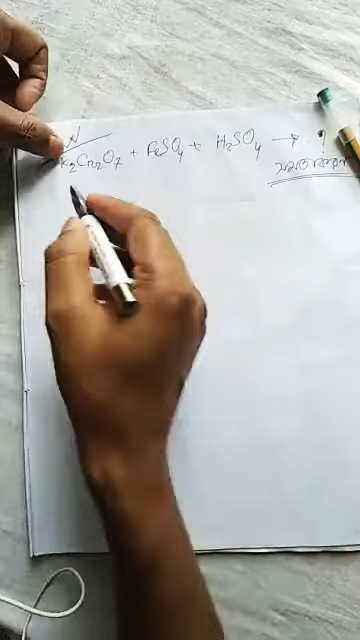 K₂Cr₂O₇ + FeSO₄ + H₂SO₄ → ?